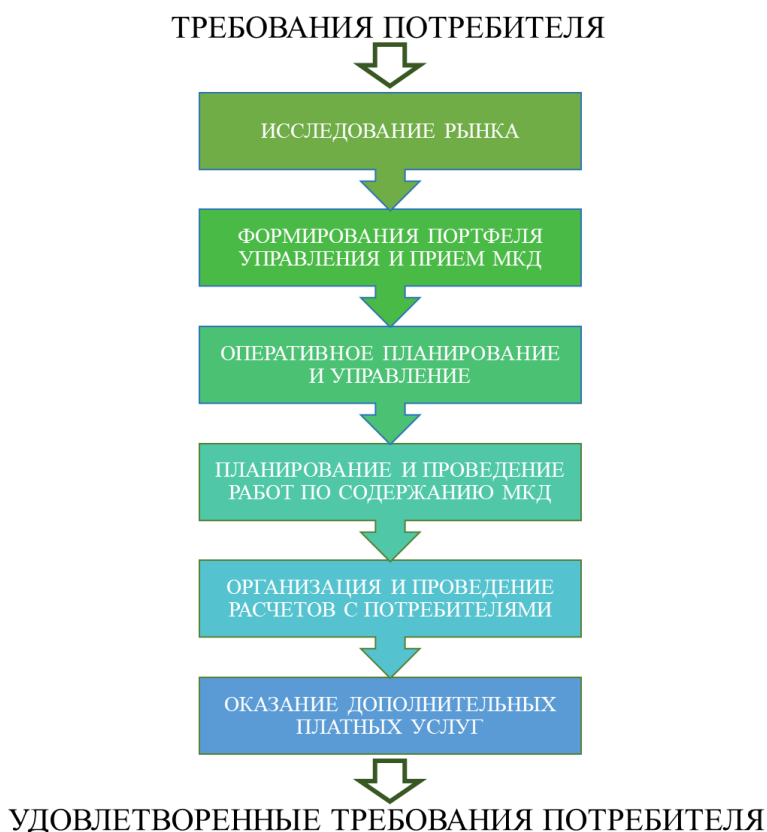 ТРЕБОВАНИЯ ПОТРЕБИТЕЛЯ
ИССЛЕДОВАНИЕ РЫНКА
ФОРМИРОВАНИЯ ПОРТФЕЛЯ
УПРАВЛЕНИЯ И ПРИЕМ МКД
ОПЕРАТИВНОЕ ПЛАНИРОВАНИЕ
И УПРАВЛЕНИЕ
ПЛАНИРОВАНИЕ И ПРОВЕДЕНИЕ
РАБОТ ПО СОДЕРЖАНИЮ МКД
ОРГАНИЗАЦИЯ И ПРОВЕДЕНИЕ
РАСЧЕТОВ С ПОТРЕБИТЕЛЯМИ
ОКАЗАНИЕ ДОПОЛНИТЕЛЬНЫХ
ПЛАТНЫХ УСЛУГ
УДОВЛЕТВОРЕННЫЕ ТРЕБОВАНИЯ ПОТРЕБИТЕЛЯ